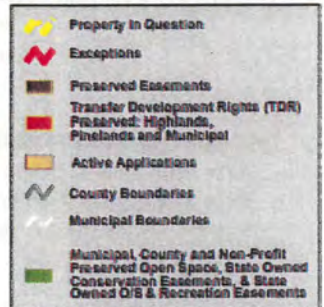 Property In Question
Exceptions
Preserved Easements
Transfer Development Rights (TDR)
Preserved: Highlands,
Pinelands and Municipal
Active Applications
County Boundaries
Municipal Boundaries
Municipal, County and Non-Profit
Preserved Open Space, State Owned
Conservation Easements, & State
Owned O/S & Recreation Easements